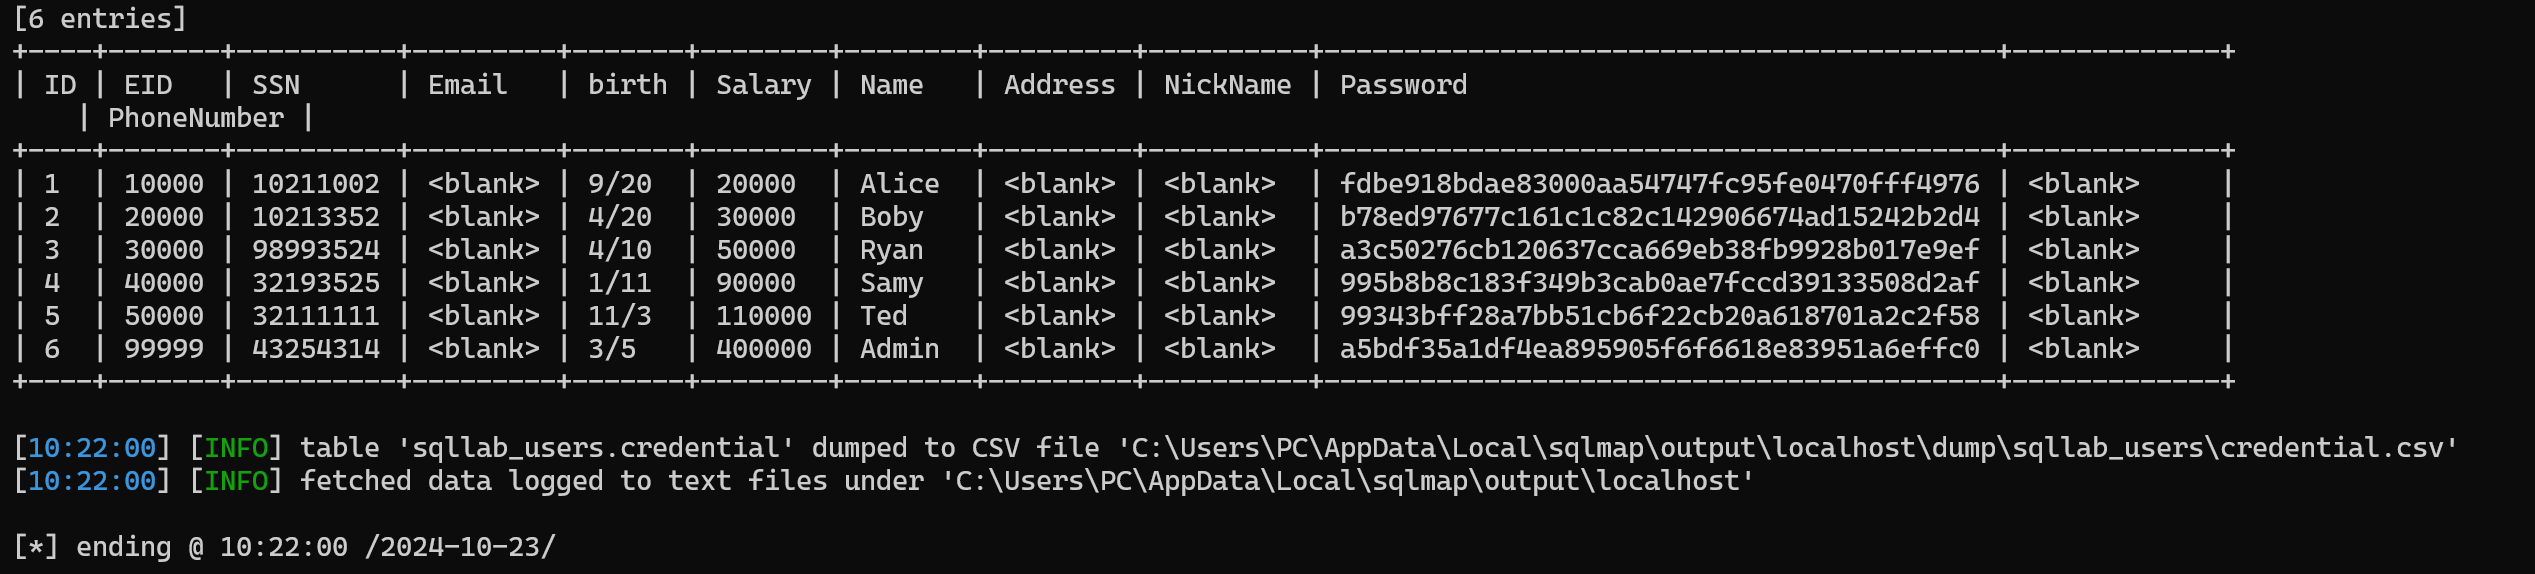 [6 entries]
+----+-------+----------+---------+-------+--------+--------+---------+----------+------------------------------------------+-------------+
| ID | EID   | SSN      | Email   | birth | Salary | Name   | Address | NickName | Password
    | PhoneNumber |
+----+-------+----------+---------+-------+--------+--------+---------+----------+------------------------------------------+-------------+
| 1  | 10000 | 10211002 | <blank> | 9/20  | 20000  | Alice  | <blank> | <blank>  | fdbe918bdae83000aa54747fc95fe0470fff4976 | <blank>     |
| 2  | 20000 | 10213352 | <blank> | 4/20  | 30000  | Boby   | <blank> | <blank>  | b78ed97677c161c1c82c142906674ad15242b2d4 | <blank>     |
| 3  | 30000 | 98993524 | <blank> | 4/10  | 50000  | Ryan   | <blank> | <blank>  | a3c50276cb120637cca669eb38fb9928b017e9ef | <blank>     |
| 4  | 40000 | 32193525 | <blank> | 1/11  | 90000  | Samy   | <blank> | <blank>  | 995b8b8c183f349b3cab0ae7fccd39133508d2af | <blank>     |
| 5  | 50000 | 32111111 | <blank> | 11/3  | 110000 | Ted    | <blank> | <blank>  | 99343bff28a7bb51cb6f22cb20a618701a2c2f58 | <blank>     |
| 6  | 99999 | 43254314 | <blank> | 3/5   | 400000 | Admin  | <blank> | <blank>  | a5bdf35a1df4ea895905f6f6618e83951a6effc0 | <blank>     |
+----+-------+----------+---------+-------+--------+--------+---------+----------+------------------------------------------+-------------+
[10:22:00] [INFO] table 'sqllab_users.credential' dumped to CSV file 'C:\Users\PC\AppData\Local\sqlmap\output\localhost\dump\sqllab_users\credential.csv'
[10:22:00] [INFO] fetched data logged to text files under 'C:\Users\PC\AppData\Local\sqlmap\output\localhost'
[*] ending @ 10:22:00 /2024-10-23/